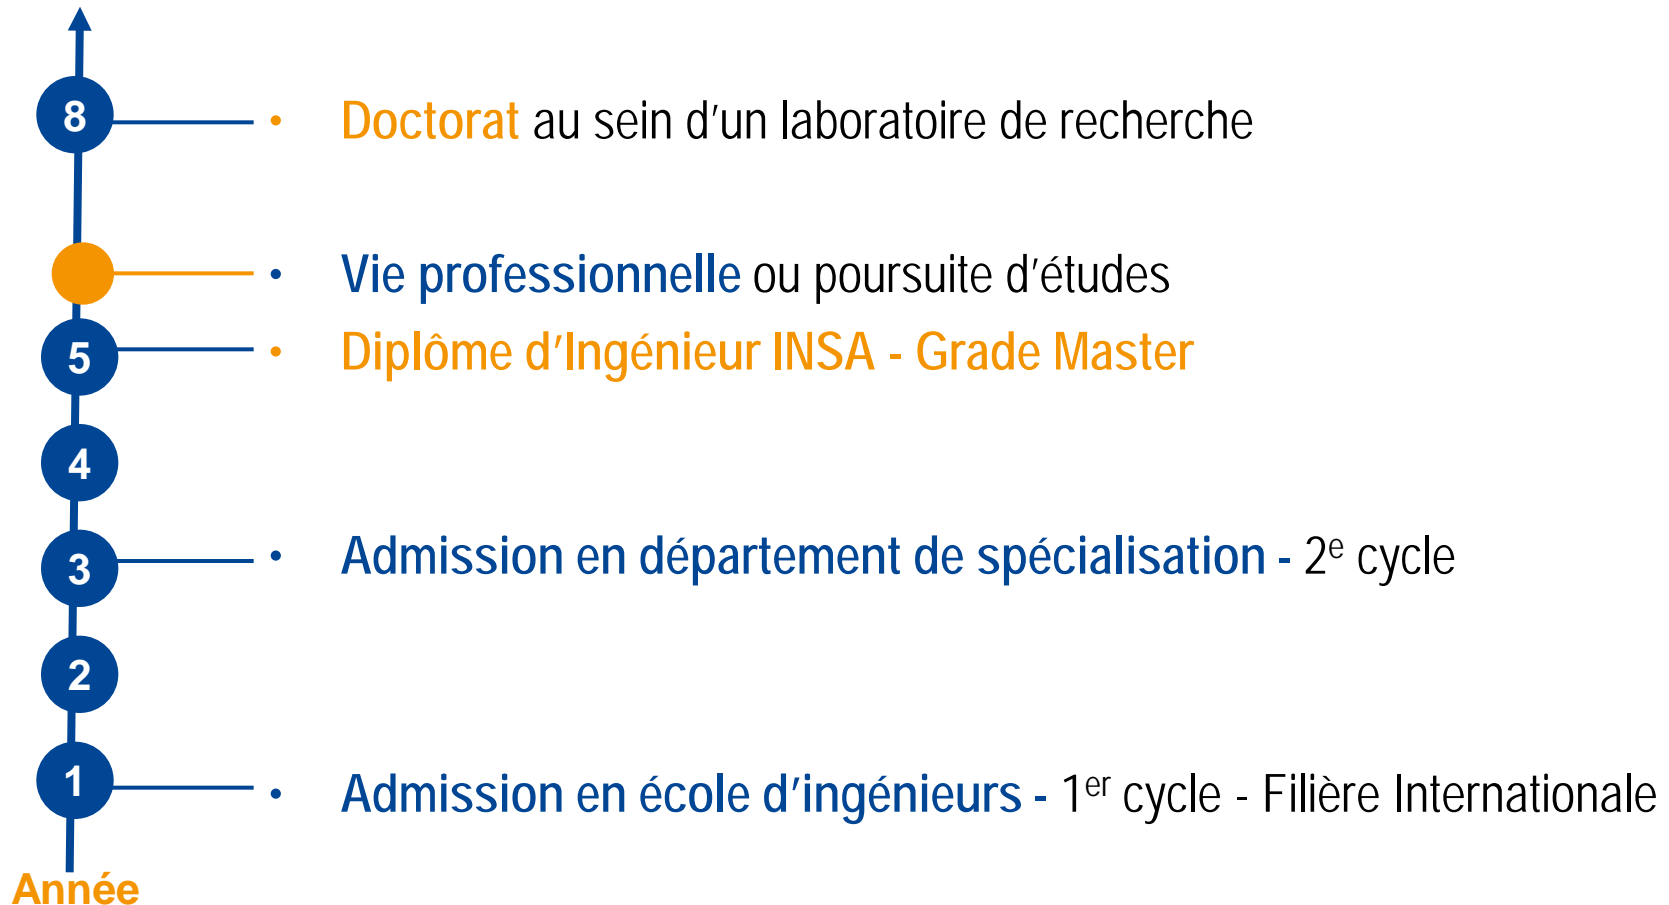 8 • Doctorat au sein d'un laboratoire de recherche
• Vie professionnelle ou poursuite d'études
5 • Diplôme d'Ingénieur INSA - Grade Master
4
3 • Admission en département de spécialisation - 2e cycle
2
1 • Admission en école d'ingénieurs - 1er cycle - Filière Internationale
Année